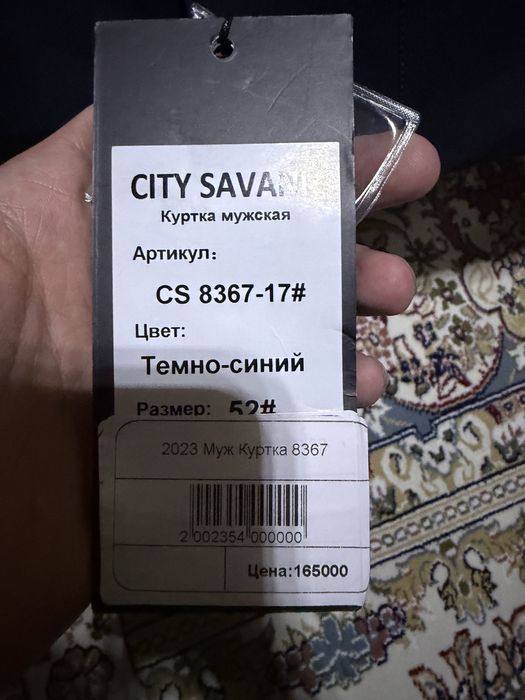 CITY SAVAN
Куртка мужская
Артикул:
CS 8367-17#
Цвет:
Темно-синий
Размер: 52#
2023 Муж Куртка 8367
2 002354 000000
Цена:165000